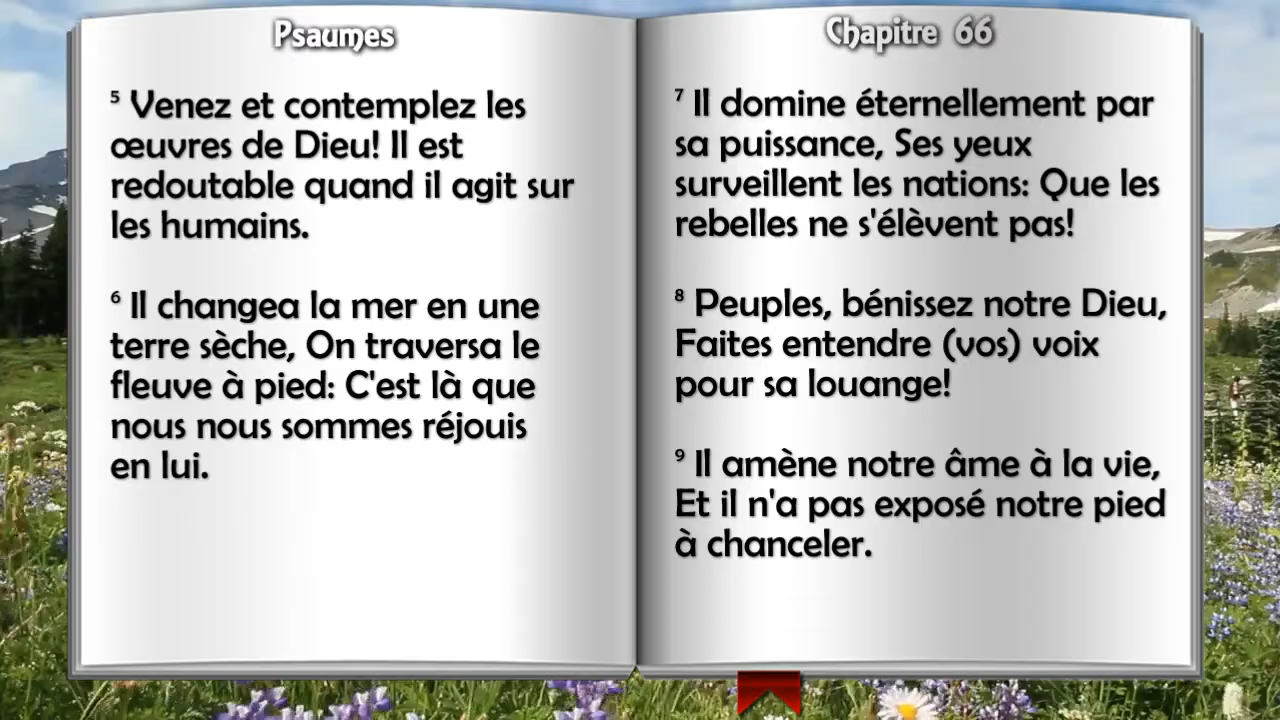 Psaumes
⁵ Venez et contemplez les
œuvres de Dieu! Il est
redoutable quand il agit sur
les humains.
⁶ Il changea la mer en une
terre sèche, On traversa le
fleuve à pied: C'est là que
nous nous sommes réjouis
en lui.
Chapitre 66
⁷ Il domine éternellement par
sa puissance, Ses yeux
surveillent les nations: Que les
rebelles ne s'élèvent pas!
⁸ Peuples, bénissez notre Dieu,
Faites entendre (vos) voix
pour sa louange!
⁹ Il amène notre âme à la vie,
Et il n'a pas exposé notre pied
à chanceler.